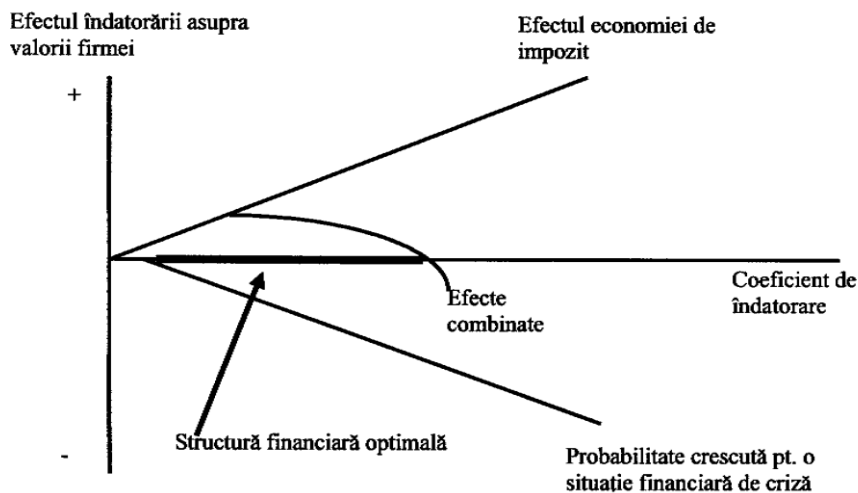 Efectul îndatorării asupra
valorii firmei
Efectul economiei de
impozit
+
Coeficient de
îndatorare
Efecte
combinate
Structură financiară optimală
-
Probabilitate crescută pt. o
situație financiară de criză